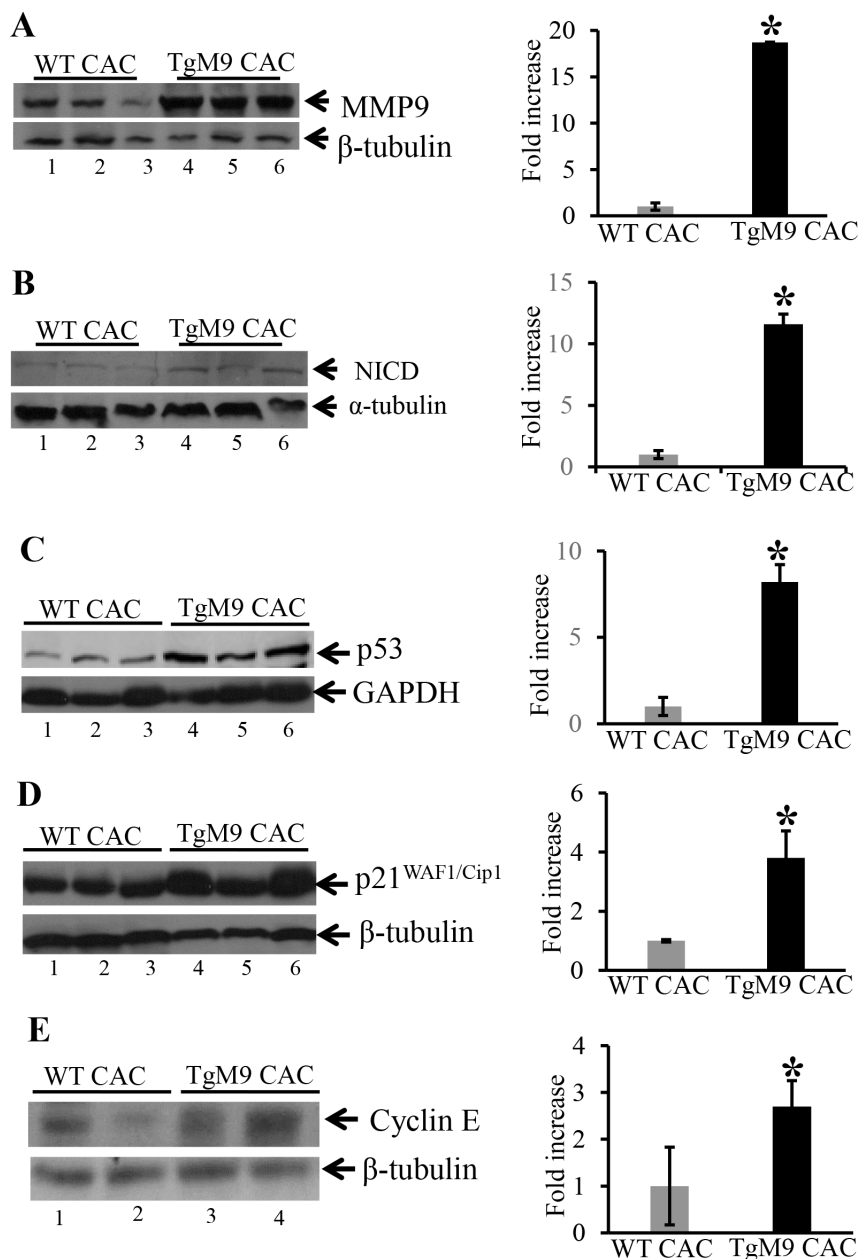 A
WT CAC TgM9 CAC
MMP9
β-tubulin
1 2 3 4 5 6
Fold increase
20
15
10
5
0
*
WT CAC TgM9 CAC
B
WT CAC TgM9 CAC
NICD
α-tubulin
1 2 3 4 5 6
Fold increase
15
10
5
0
*
WT CAC TgM9 CAC
C
WT CAC TgM9 CAC
p53
GAPDH
1 2 3 4 5 6
Fold increase
10
5
0
*
WT CAC TgM9 CAC
D
WT CAC TgM9 CAC
p21WAF1/Cip1
β-tubulin
1 2 3 4 5 6
Fold increase
6
4
2
0
*
WT CAC TgM9 CAC
E
WT CAC TgM9 CAC
Cyclin E
β-tubulin
1 2 3 4
Fold increase
4
3
2
1
0
*
WT CAC TgM9 CAC